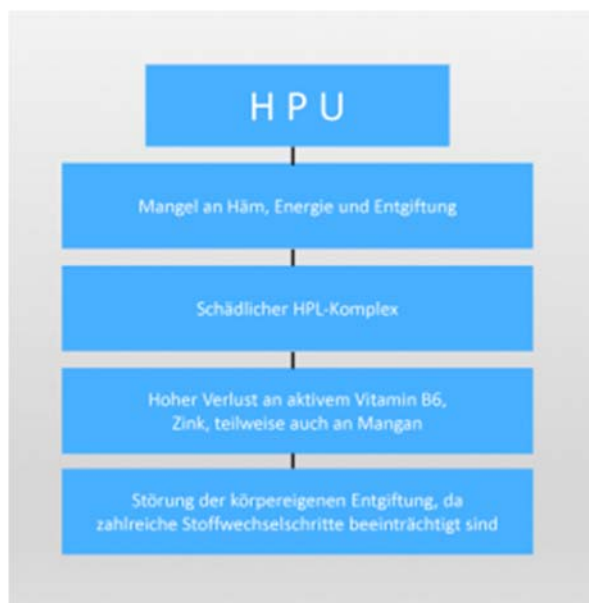 H P U
Mangel an Häm, Energie und Entgiftung
Schädlicher HPL-Komplex
Hoher Verlust an aktivem Vitamin B6,
Zink, teilweise auch an Mangan
Störung der körpereigenen Entgiftung, da
zahlreiche Stoffwechselschritte beeinträchtigt sind